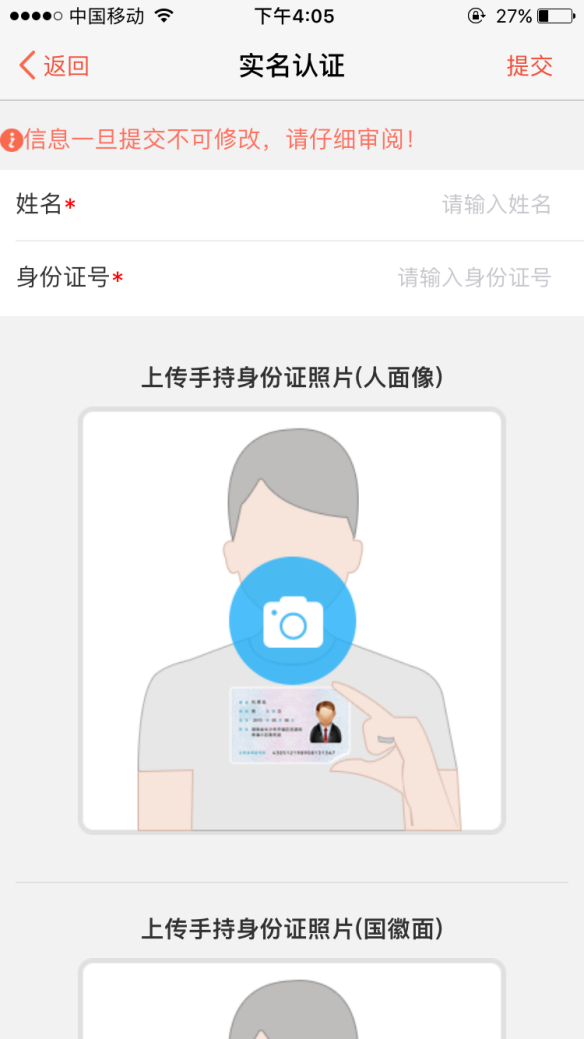 中国移动 下午4:05 27%
返回 实名认证 提交
信息一旦提交不可修改，请仔细审阅！
姓名* 请输入姓名
身份证号* 请输入身份证号
上传手持身份证照片(人面像)
上传手持身份证照片(国徽面)